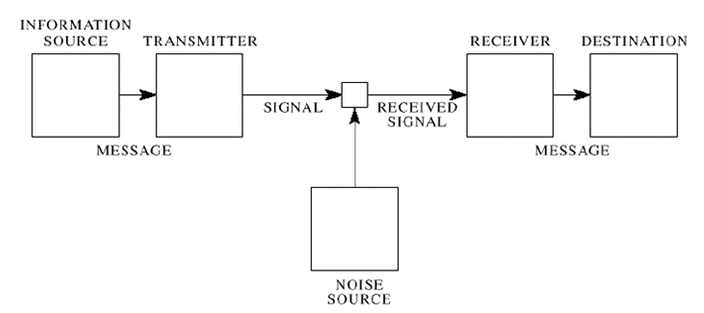 INFORMATION
SOURCE
TRANSMITTER
RECEIVER
DESTINATION
SIGNAL
RECEIVED
SIGNAL
MESSAGE
MESSAGE
NOISE
SOURCE